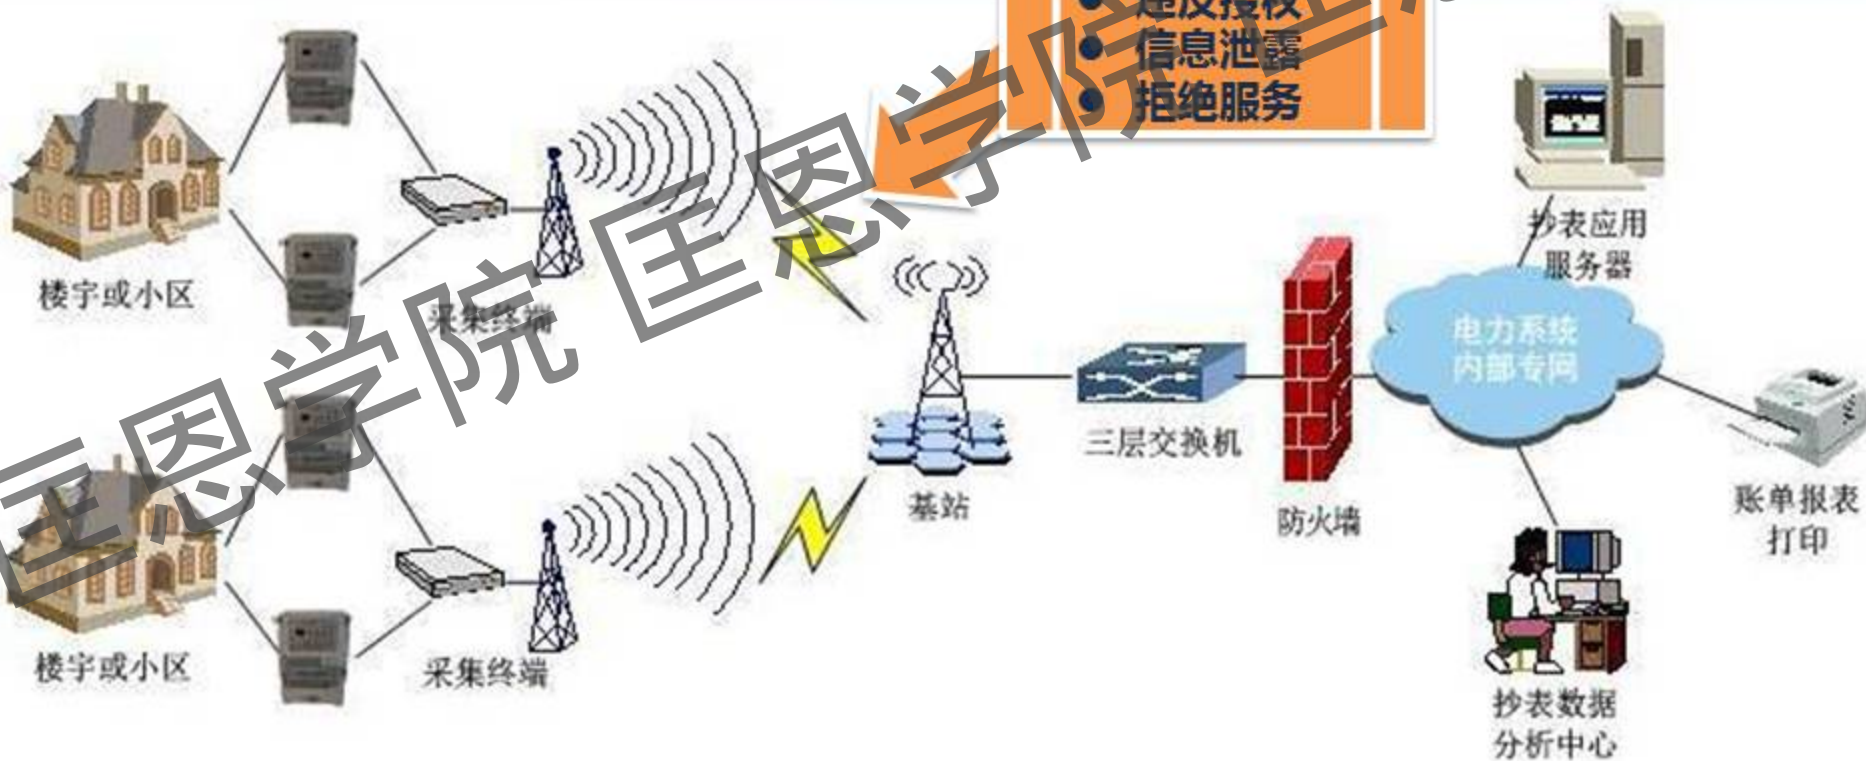 违反授权
信息泄露
拒绝服务
抄表应用
服务器
楼宇或小区
采集终端
电力系统
内部专网
三层交换机
基站
防火墙
账单报表
打印
楼宇或小区
采集终端
抄表数据
分析中心
匡恩学院 匡恩学院 匡恩